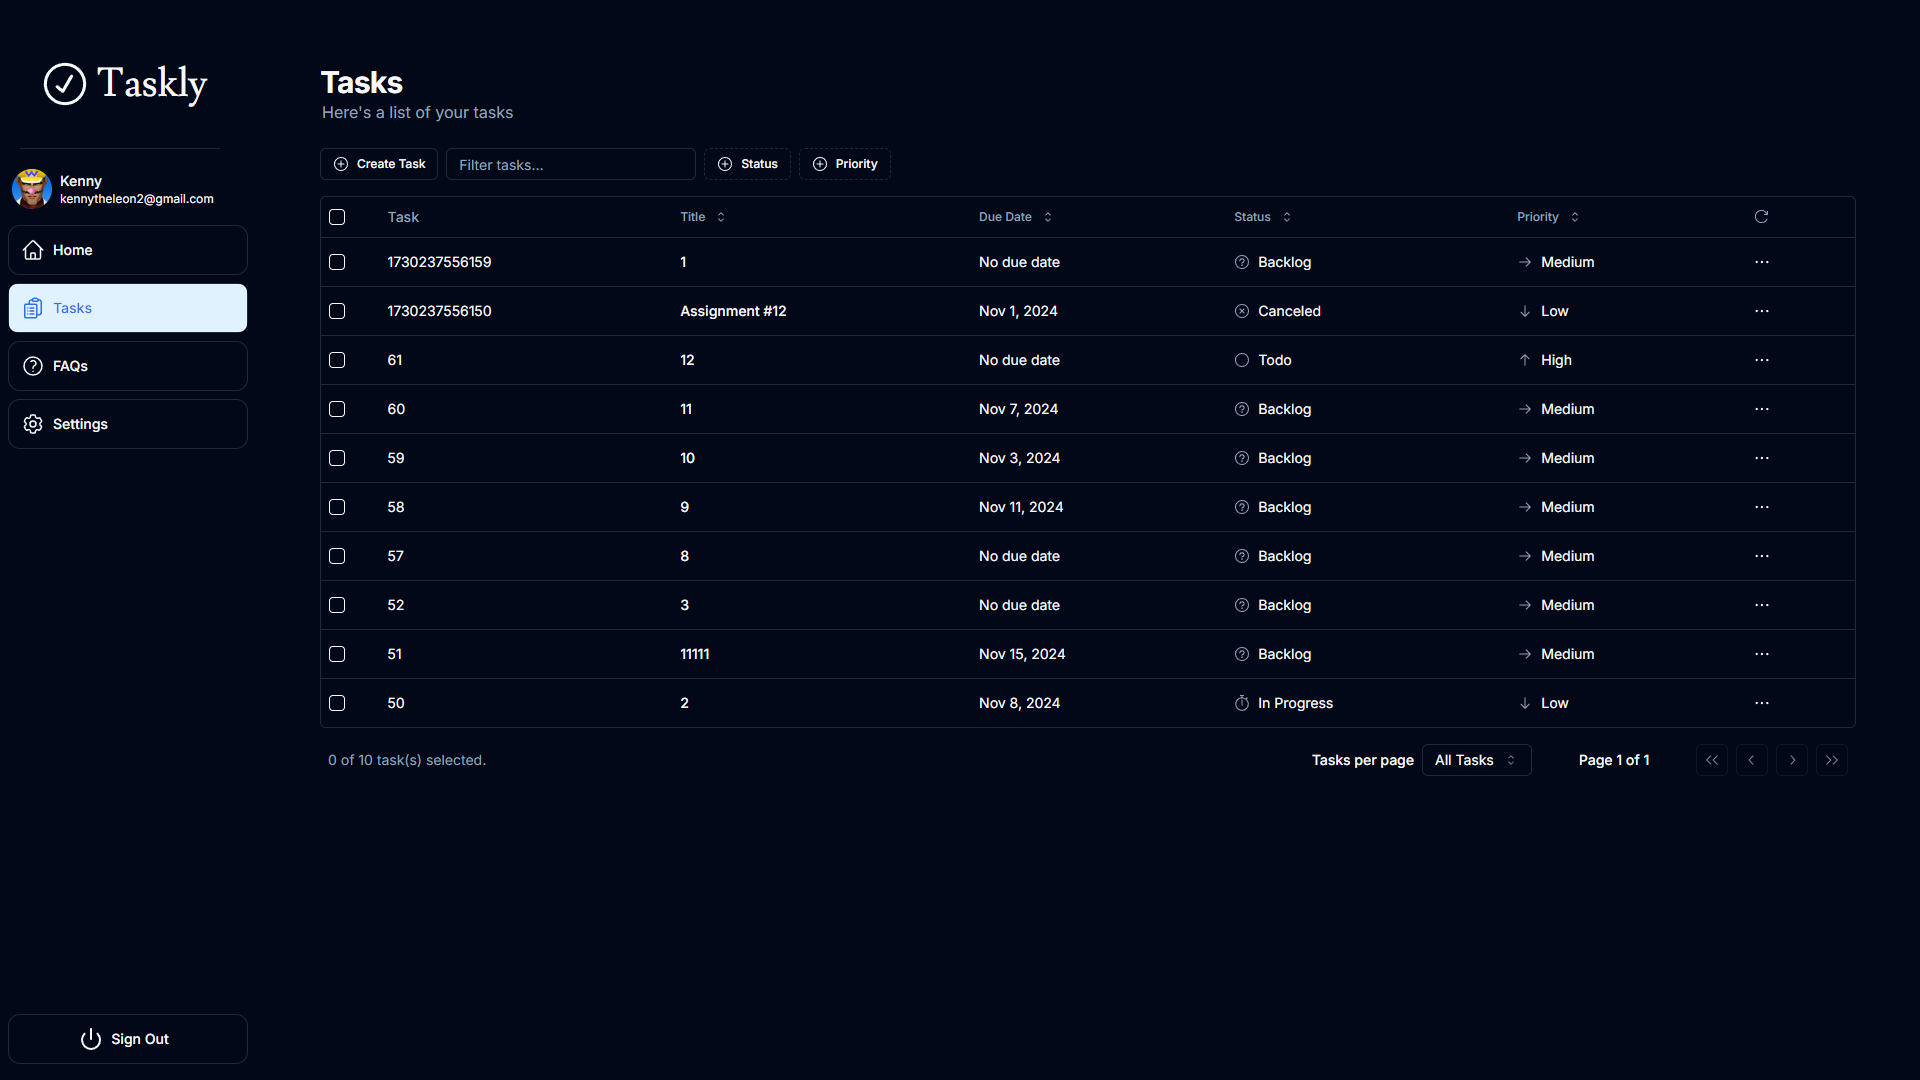 Taskly
Kenny
kennytheleon2@gmail.com
Home
Tasks
FAQs
Settings
Sign Out
Tasks
Here's a list of your tasks
Create Task Filter tasks... Status Priority
Task Title Due Date Status Priority
1730237556159 1 No due date Backlog Medium
1730237556150 Assignment #12 Nov 1, 2024 Canceled Low
61 12 No due date Todo High
60 11 Nov 7, 2024 Backlog Medium
59 10 Nov 3, 2024 Backlog Medium
58 9 Nov 11, 2024 Backlog Medium
57 8 No due date Backlog Medium
52 3 No due date Backlog Medium
51 11111 Nov 15, 2024 Backlog Medium
50 2 Nov 8, 2024 In Progress Low
0 of 10 task(s) selected. Tasks per page All Tasks Page 1 of 1